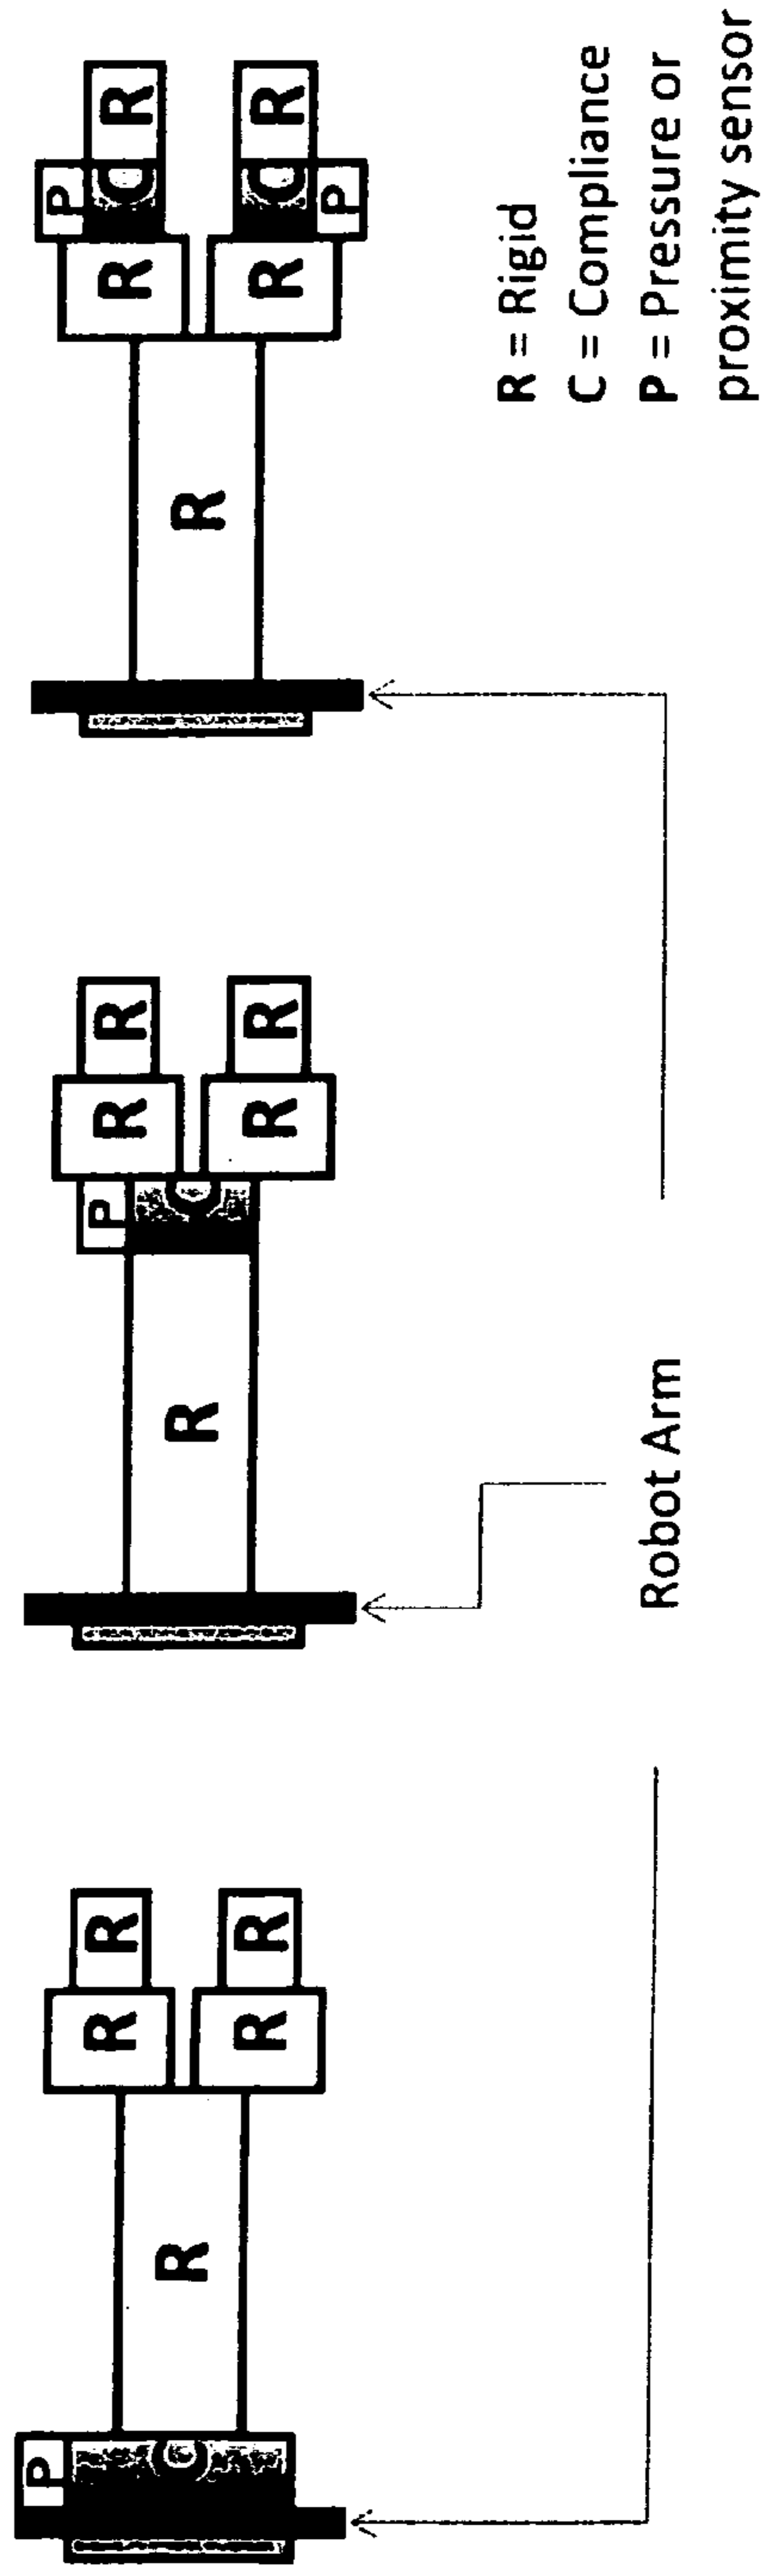 P
R R
C R
R R
P R R
R C
R R
P
R C R
R
R C R
P
R = Rigid
C = Compliance
P = Pressure or
proximity sensor
Robot Arm